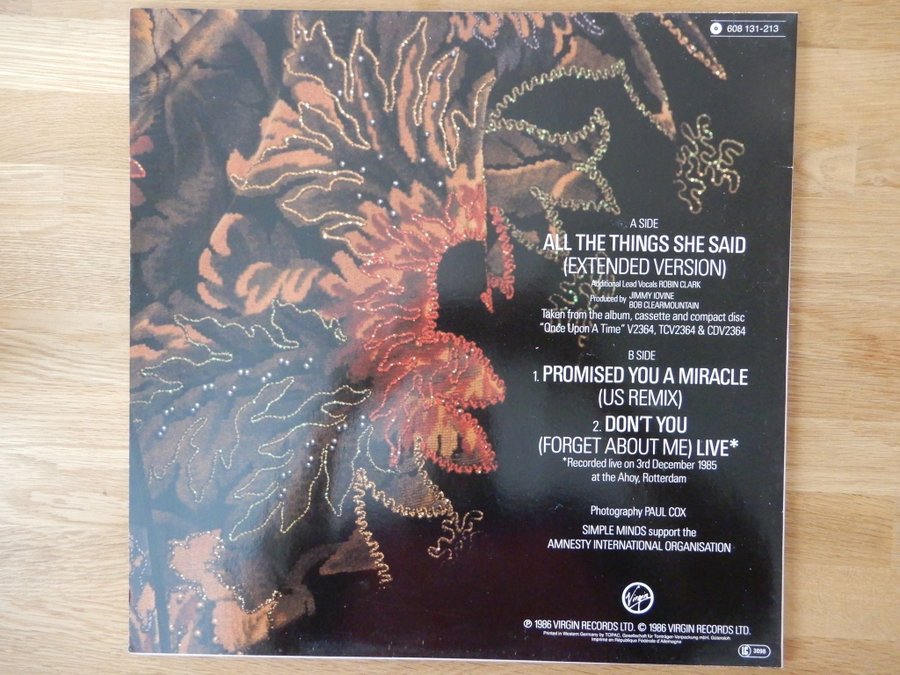 608 131-213
A SIDE
ALL THE THINGS SHE SAID
(EXTENDED VERSION)
Additional Lead Vocals ROBIN CLARK
Produced by JIMMY IOVINE
BOB CLEARMOUNTAIN
Taken from the album, cassette and compact disc
"Once Upon A Time" V2364, TCV2364 & CDV2364
B SIDE
1. PROMISED YOU A MIRACLE
(US REMIX)
2. DON'T YOU
(FORGET ABOUT ME) LIVE*
*Recorded live on 3rd December 1985
at the Ahoy, Rotterdam
Photography PAUL COX
SIMPLE MINDS support the
AMNESTY INTERNATIONAL ORGANISATION
Virgin
℗ 1986 VIRGIN RECORDS LTD. © 1986 VIRGIN RECORDS LTD.
Printed in Western Germany by TOPAC, Gesellschaft für Tonträger-Verpackung mbH, Gütersloh
Imprimé en République Fédérale d'Allemagne
LC 3098